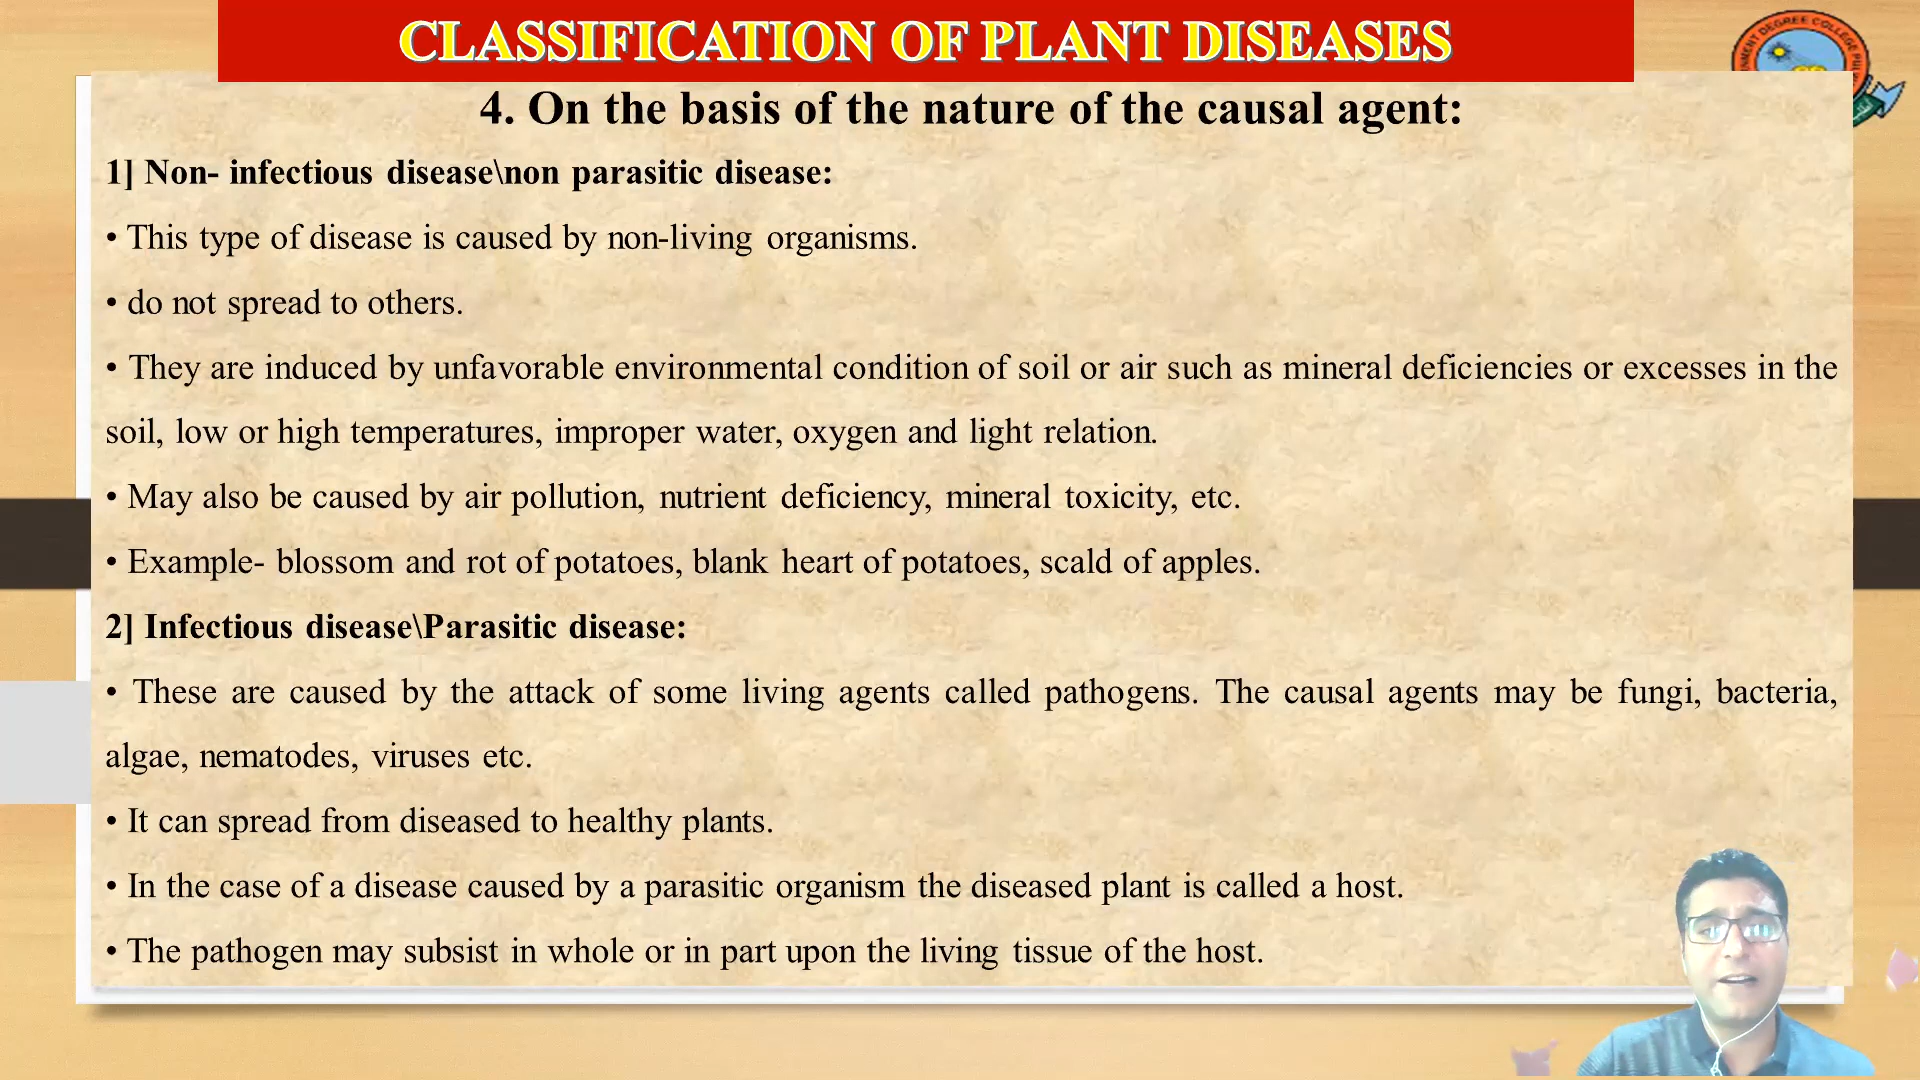 CLASSIFICATION OF PLANT DISEASES
4. On the basis of the nature of the causal agent:
1] Non- infectious disease\non parasitic disease:
• This type of disease is caused by non-living organisms.
• do not spread to others.
• They are induced by unfavorable environmental condition of soil or air such as mineral deficiencies or excesses in the
soil, low or high temperatures, improper water, oxygen and light relation.
• May also be caused by air pollution, nutrient deficiency, mineral toxicity, etc.
• Example- blossom and rot of potatoes, blank heart of potatoes, scald of apples.
2] Infectious disease\Parasitic disease:
• These are caused by the attack of some living agents called pathogens. The causal agents may be fungi, bacteria,
algae, nematodes, viruses etc.
• It can spread from diseased to healthy plants.
• In the case of a disease caused by a parasitic organism the diseased plant is called a host.
• The pathogen may subsist in whole or in part upon the living tissue of the host.
DEGREE COLLEGE